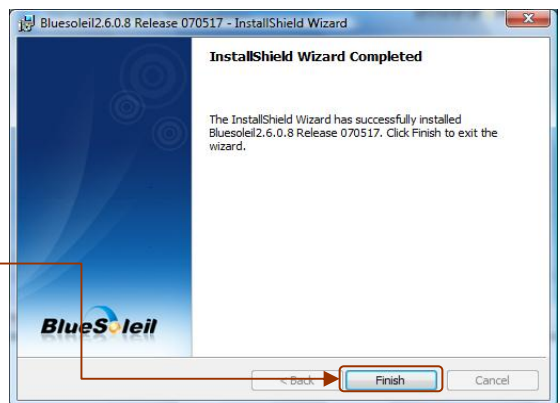 Bluesoleil2.6.0.8 Release 070517 - InstallShield Wizard
InstallShield Wizard Completed
The InstallShield Wizard has successfully installed
Bluesoleil2.6.0.8 Release 070517. Click Finish to exit the
wizard.
BlueSoleil
< Back
Finish
Cancel